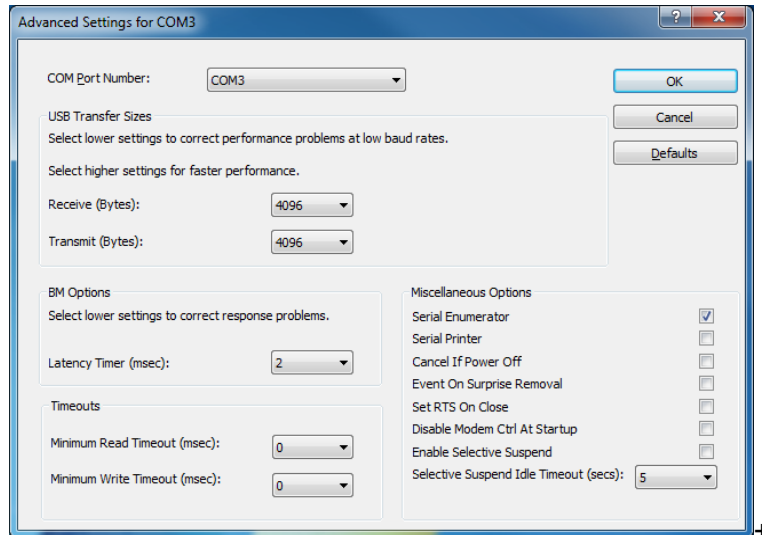 Advanced Settings for COM3
?
X
COM Port Number:
COM3
OK
USB Transfer Sizes
Cancel
Select lower settings to correct performance problems at low baud rates.
Defaults
Select higher settings for faster performance.
Receive (Bytes):
4096
Transmit (Bytes):
4096
BM Options
Select lower settings to correct response problems.
Latency Timer (msec):
2
Timeouts
Minimum Read Timeout (msec):
0
Minimum Write Timeout (msec):
0
Miscellaneous Options
Serial Enumerator
Serial Printer
Cancel If Power Off
Event On Surprise Removal
Set RTS On Close
Disable Modem Ctrl At Startup
Enable Selective Suspend
Selective Suspend Idle Timeout (secs):
5